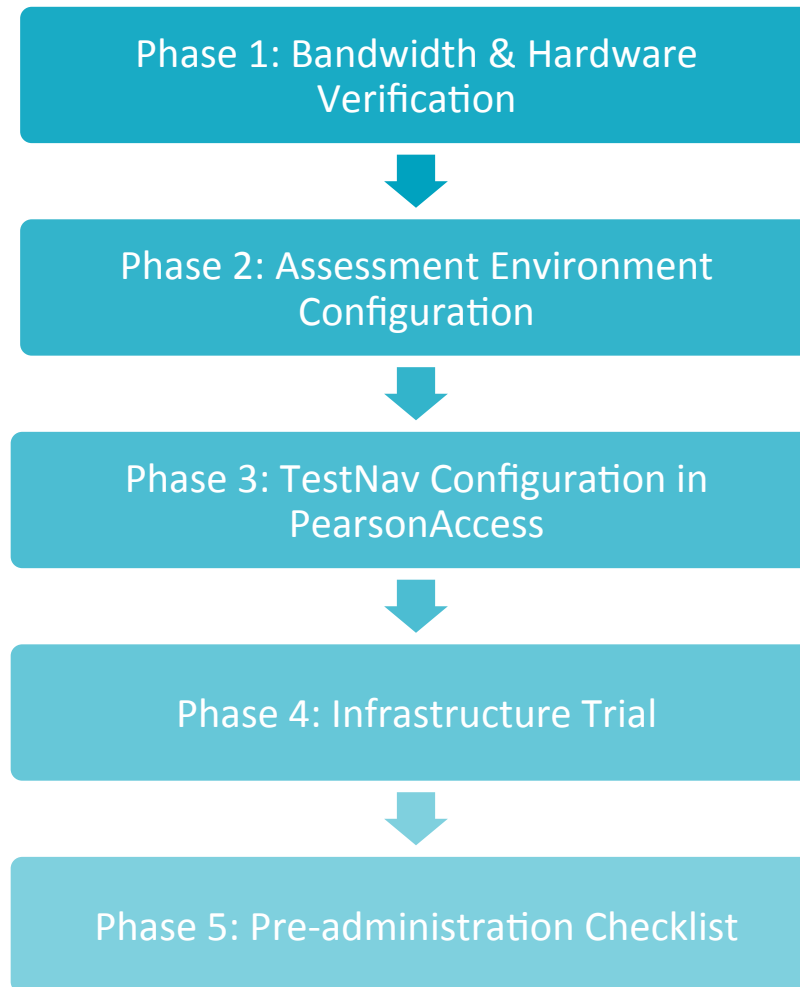 Phase 1: Bandwidth & Hardware
Verification
Phase 2: Assessment Environment
Configuration
Phase 3: TestNav Configuration in
PearsonAccess
Phase 4: Infrastructure Trial
Phase 5: Pre-administration Checklist